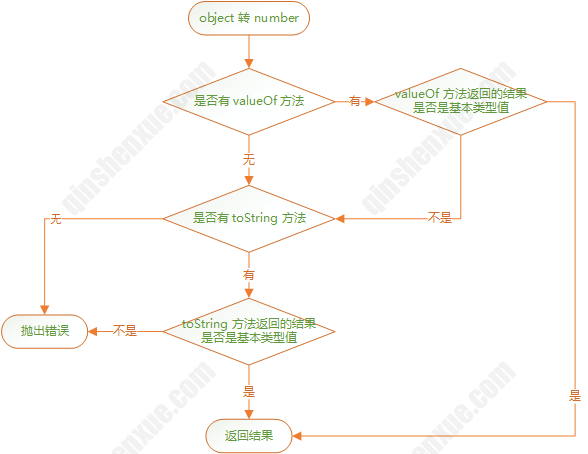 object 转 number
是否有 valueOf 方法
有
valueOf 方法返回的结果
是否是基本类型值
无
是否有 toString 方法
无
不是
有
toString 方法返回的结果
是否是基本类型值
抛出错误
不是
是
是
返回结果
qinshenxue.com
qinshenxue.com
enxue.com
enxue.com